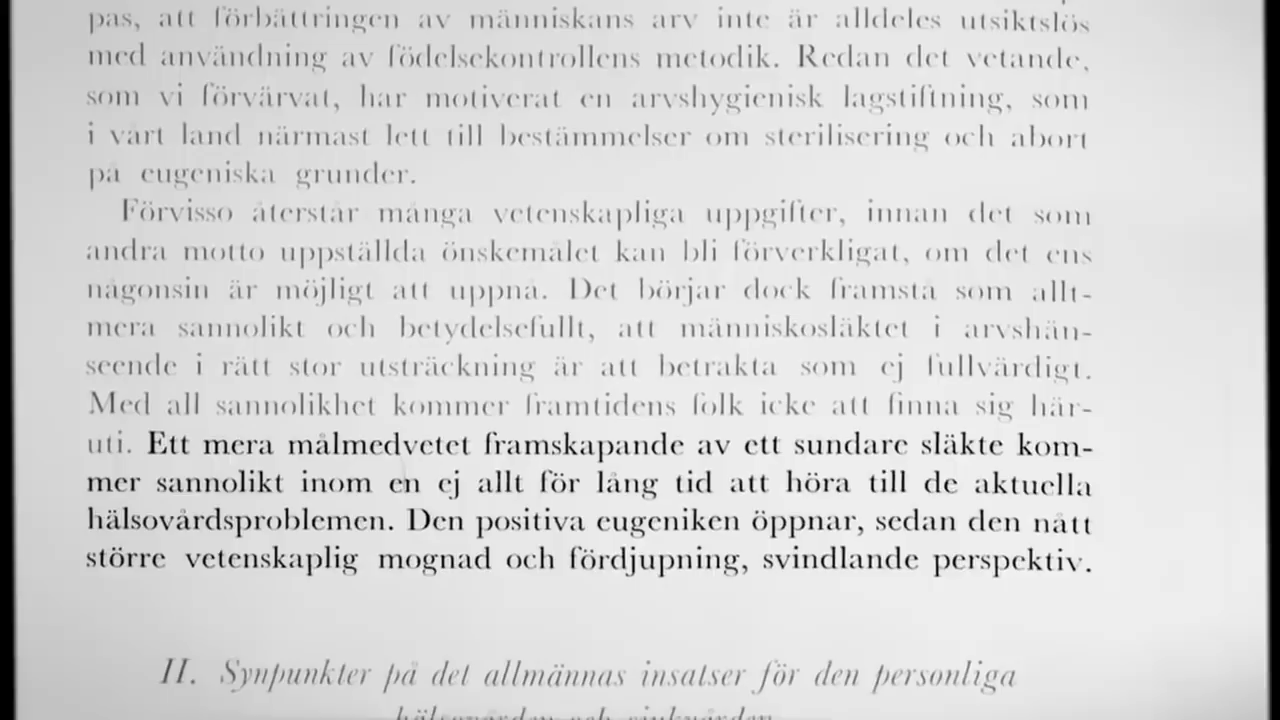 pas, att förbättringen av människans arv inte är alldeles utsiktslös
med användning av födelsekontrollens metodik. Redan det vetande,
som vi förvärvat, har motiverat en arvshygienisk lagstiftning, som
i vårt land närmast lett till bestämmelser om sterilisering och abort
på eugeniska grunder.
Förvisso återstår många vetenskapliga uppgifter, innan det som
andra motto uppställda önskemålet kan bli förverkligat, om det ens
någonsin är möjligt att uppnå. Det börjar dock framstå som allt-
mera sannolikt och betydelsefullt, att människosläktet i arvshän-
seende i rätt stor utsträckning är att betrakta som ej fullvärdigt.
Med all sannolikhet kommer framtidens folk icke att finna sig här-
uti. Ett mera målmedvetet framskapande av ett sundare släkte kom-
mer sannolikt inom en ej allt för lång tid att höra till de aktuella
hälsovårdsproblemen. Den positiva eugeniken öppnar, sedan den nått
större vetenskaplig mognad och fördjupning, svindlande perspektiv.
II. Synpunkter på det allmännas insatser för den personliga
hälsovården och sjukvården